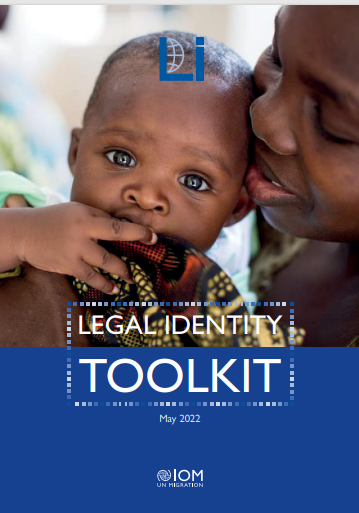 Li
LEGAL IDENTITY
TOOLKIT
May 2022
IOM
UN MIGRATION